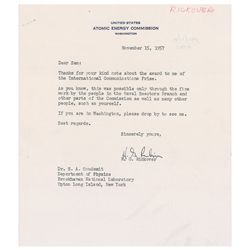 RICKOVER
UNITED STATES
ATOMIC ENERGY COMMISSION
WASHINGTON
November 15, 1957
Dear Sam:
Thanks for your kind note about the award to me of
the International Communications Prize.
As you know, this was possible only through the fine
work by the people in the Naval Reactors Branch and
other parts of the Commission as well as many other
people, such as yourself.
If you are in Washington, please drop by to see me.
Best regards.
Sincerely yours,
H. G. Rickover
Dr. S. A. Goudsmit
Department of Physics
Brookhaven National Laboratory
Upton Long Island, New York